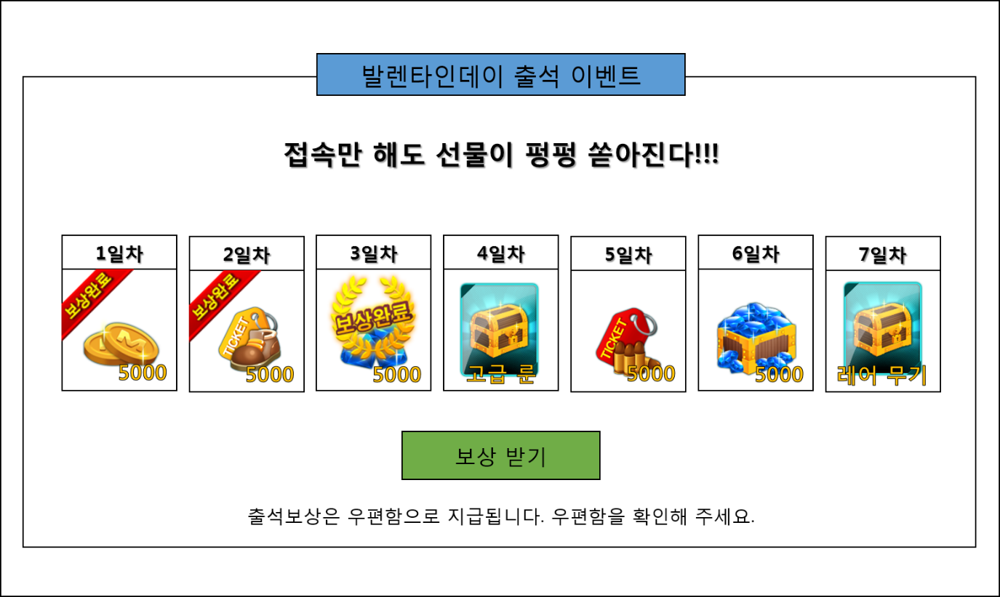 발렌타인데이 출석 이벤트
접속만 해도 선물이 펑펑 쏟아진다!!!
1일차
보상완료
M
5000
2일차
보상완료
TICKET
5000
3일차
보상완료
5000
4일차
고급 룬
5일차
TICKET
5000
6일차
5000
7일차
레어 무기
보상 받기
출석보상은 우편함으로 지급됩니다. 우편함을 확인해 주세요.